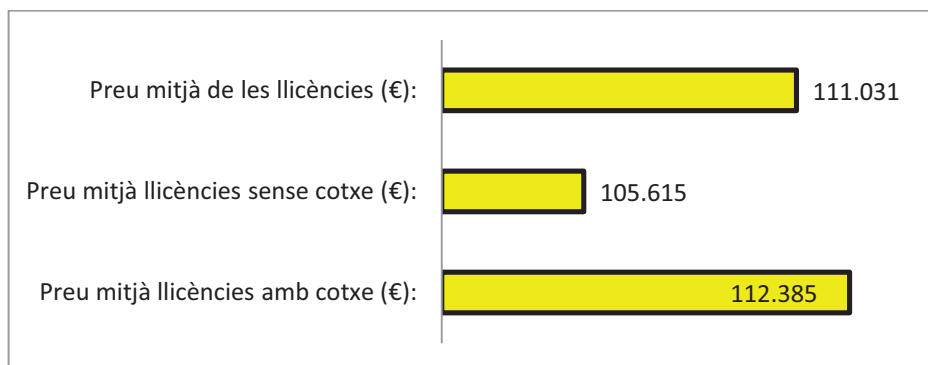 Preu mitjà de les llicències (€): 111.031
Preu mitjà llicències sense cotxe (€): 105.615
Preu mitjà llicències amb cotxe (€): 112.385